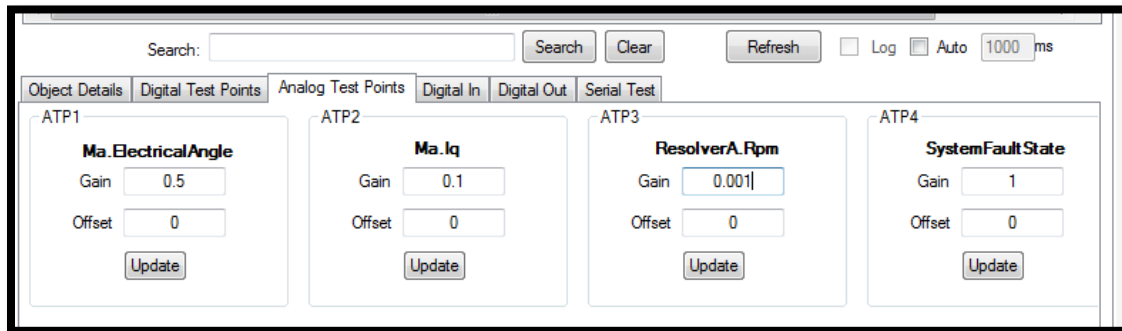 Search: Search Clear Refresh Log Auto 1000 ms
Object Details Digital Test Points Analog Test Points Digital In Digital Out Serial Test
ATP1 ATP2 ATP3 ATP4
Ma.ElectricalAngle Ma.Iq ResolverA.Rpm SystemFaultState
Gain 0.5 Gain 0.1 Gain 0.001 Gain 1
Offset 0 Offset 0 Offset 0 Offset 0
Update Update Update Update